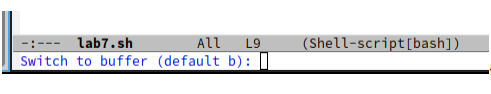 -:---  lab7.sh        All   L9     (Shell-script[bash])
Switch to buffer (default b):